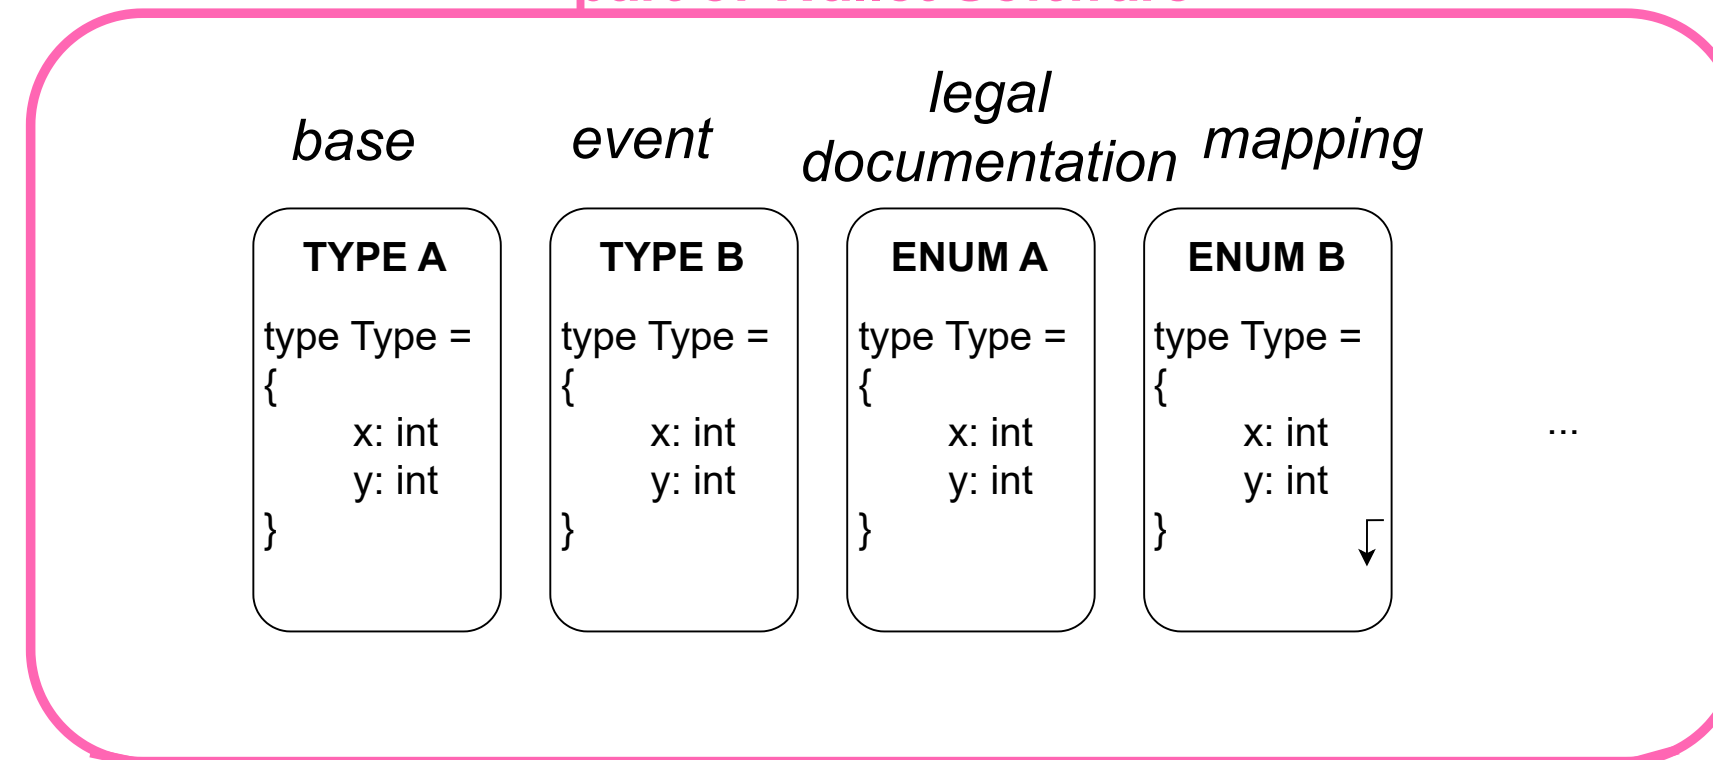 base
event
legal
documentation
mapping
TYPE A
type Type =
{
x: int
y: int
}
TYPE B
type Type =
{
x: int
y: int
}
ENUM A
type Type =
{
x: int
y: int
}
ENUM B
type Type =
{
x: int
y: int
}
...